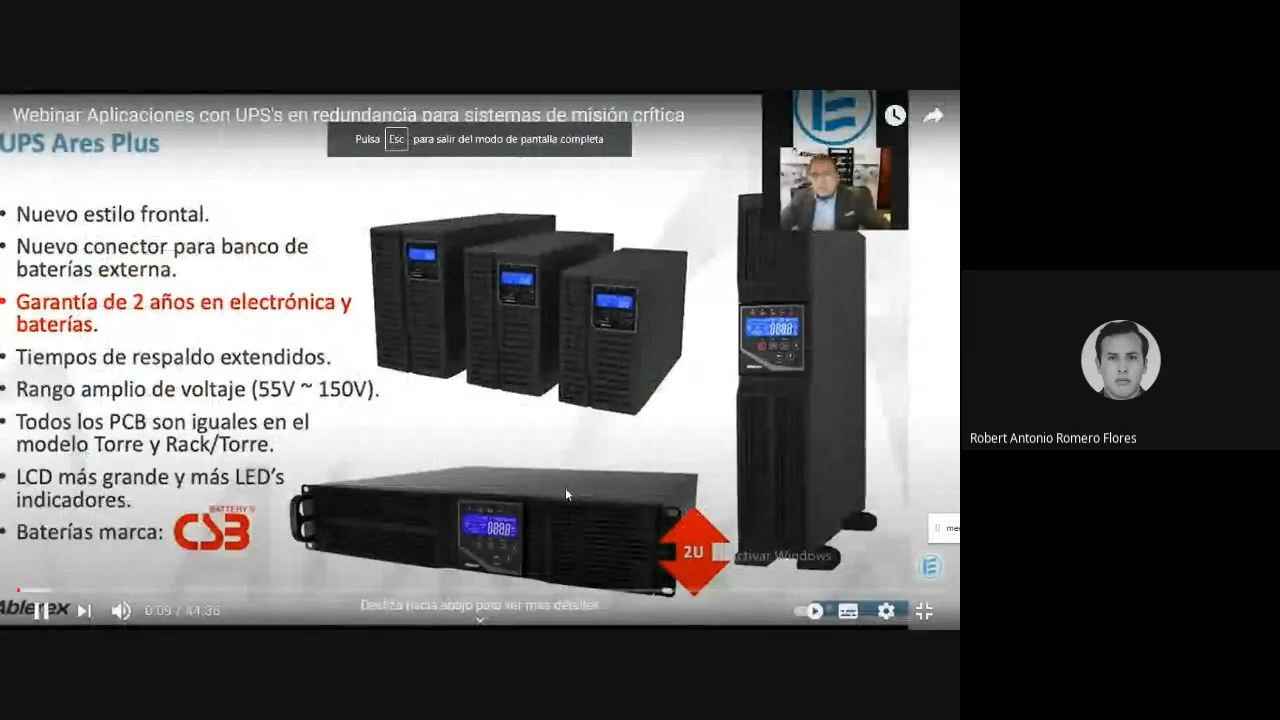 Webinar Aplicaciones con UPS's en redundancia para sistemas de misión crítica
Pulsa Esc para salir del modo de pantalla completa
UPS Ares Plus
• Nuevo estilo frontal.
• Nuevo conector para banco de
baterías externa.
• Garantía de 2 años en electrónica y
baterías.
• Tiempos de respaldo extendidos.
• Rango amplio de voltaje (55V ~ 150V).
• Todos los PCB son iguales en el
modelo Torre y Rack/Torre.
• LCD más grande y más LED's
indicadores.
• Baterías marca:
BATTERY®
CSB
2U
Activar Windows
Ablerex
0:09 / 44:36
Desliza hacia abajo para ver más detalles
Robert Antonio Romero Flores